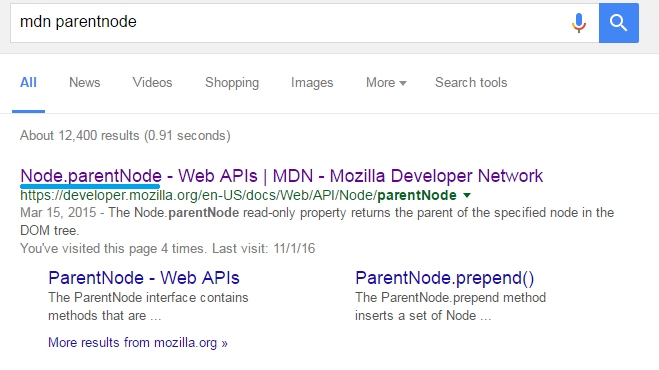 mdn parentnode
All News Videos Shopping Images More Search tools
About 12,400 results (0.91 seconds)
Node.parentNode - Web APIs | MDN - Mozilla Developer Network
https://developer.mozilla.org/en-US/docs/Web/API/Node/parentNode
Mar 15, 2015 - The Node.parentNode read-only property returns the parent of the specified node in the
DOM tree.
You've visited this page 4 times. Last visit: 11/1/16
ParentNode - Web APIs
The ParentNode interface contains
methods that are ...
ParentNode.prepend()
The ParentNode.prepend method
inserts a set of Node ...
More results from mozilla.org »